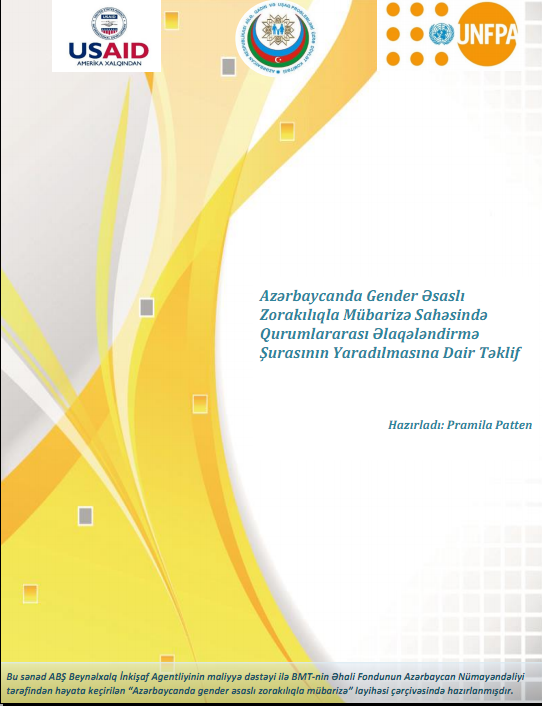 USAID
AMERİKA XALQINDAN
UNFPA
Azərbaycanda Gender Əsaslı
Zorakılıqla Mübarizə Sahəsində
Qurumlararası Əlaqələndirmə
Şurasının Yaradılmasına Dair Təklif
Hazırladı: Pramila Patten
Bu sənəd ABŞ Beynəlxalq İnkişaf Agentliyinin maliyyə dəstəyi ilə BMT-nin Əhali Fondunun Azərbaycan Nümayəndəliyi
tərəfindən həyata keçirilən “Azərbaycanda gender əsaslı zorakılıqla mübarizə” layihəsi çərçivəsində hazırlanmışdır.